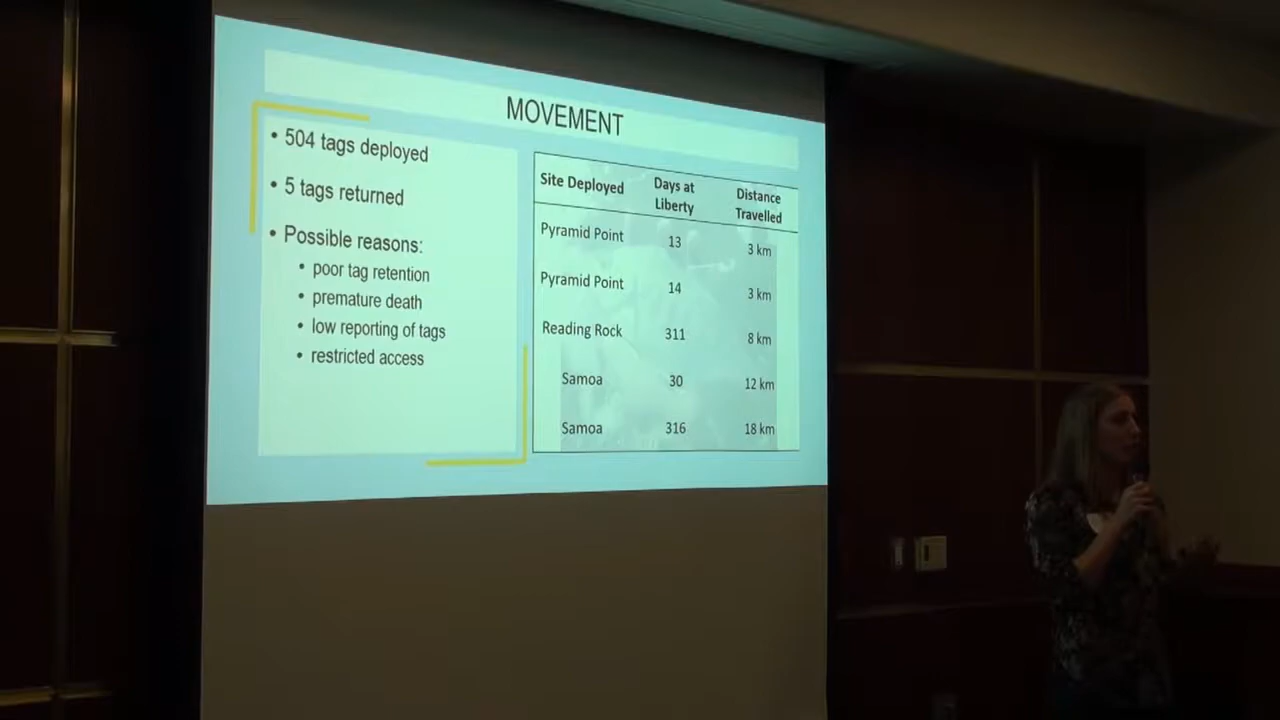 MOVEMENT
• 504 tags deployed
• 5 tags returned
• Possible reasons:
• poor tag retention
• premature death
• low reporting of tags
• restricted access
Site Deployed Days at Liberty Distance Travelled
Pyramid Point 13 3 km
Pyramid Point 14 3 km
Reading Rock 311 8 km
Samoa 30 12 km
Samoa 316 18 km